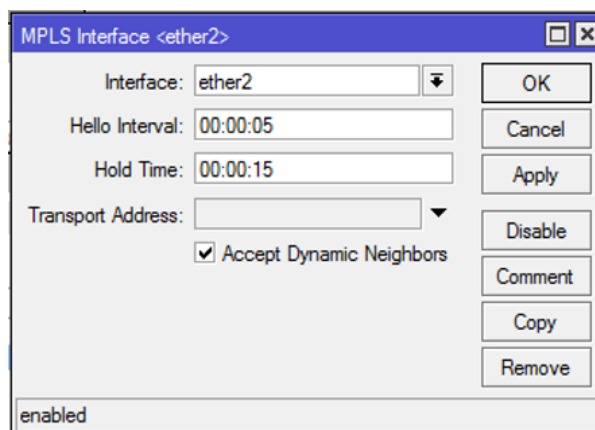 MPLS Interface <ether2>
Interface: ether2
OK
Hello Interval: 00:00:05
Cancel
Hold Time: 00:00:15
Apply
Transport Address:
Disable
Accept Dynamic Neighbors
Comment
Copy
Remove
enabled